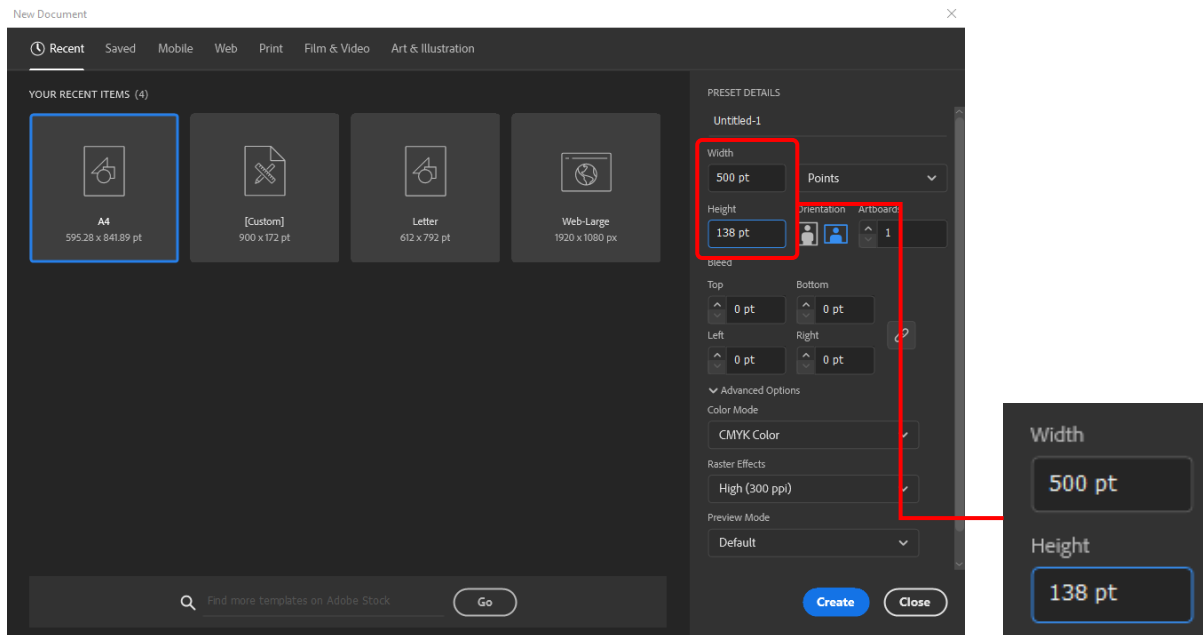 New Document
Recent Saved Mobile Web Print Film & Video Art & Illustration
YOUR RECENT ITEMS (4)
A4
595.28 x 841.89 pt
[Custom]
900 x 172 pt
Letter
612 x 792 pt
Web-Large
1920 x 1080 px
Find more templates on Adobe Stock
Go
PRESET DETAILS
Untitled-1
Width
500 pt
Points
Height
Orientation
Artboards
138 pt
1
Bleed
Top
Bottom
0 pt
0 pt
Left
Right
0 pt
0 pt
Advanced Options
Color Mode
CMYK Color
Raster Effects
High (300 ppi)
Preview Mode
Default
Create
Close
Width
500 pt
Height
138 pt